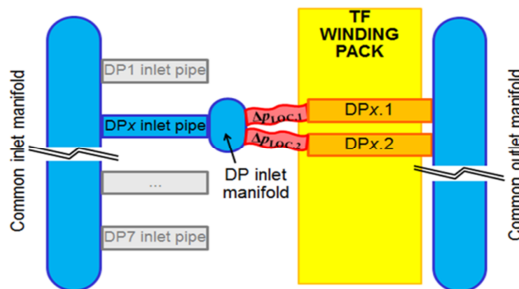 Common inlet manifold
DP1 inlet pipe
DPx inlet pipe
...
DP7 inlet pipe
DP inlet
manifold
ΔpLOC,1
ΔpLOC,2
TF
WINDING
PACK
DPx.1
DPx.2
Common outlet manifold